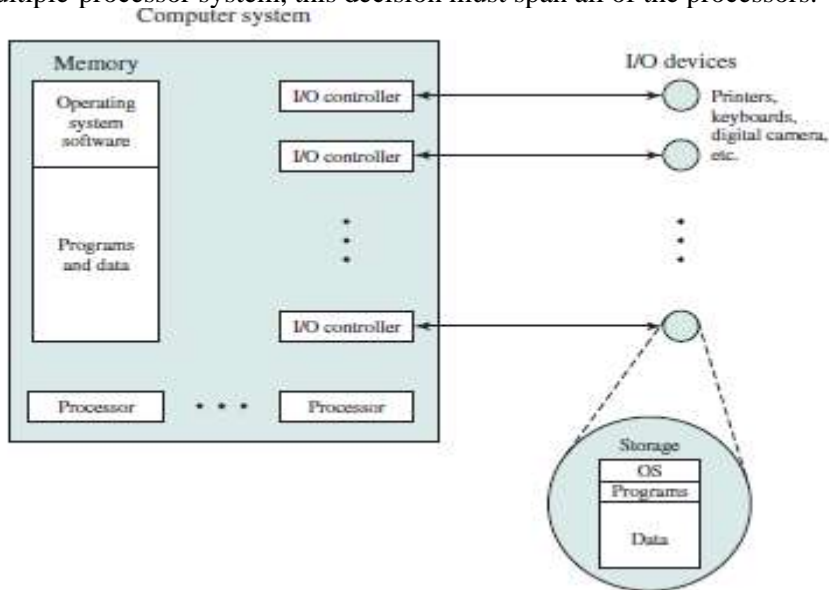 ultiple-processor system, this decision must span all of the processors.
Computer system
Memory
I/O devices
Operating
system
software
I/O controller
Printers,
keyboards,
digital camera,
etc.
I/O controller
Programs
and data
I/O controller
Processor
Processor
Storage
OS
Programs
Data